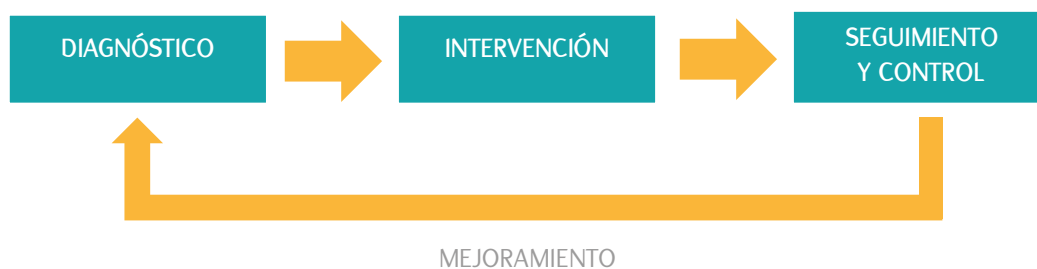 DIAGNÓSTICO
INTERVENCIÓN
SEGUIMIENTO
Y CONTROL
MEJORAMIENTO